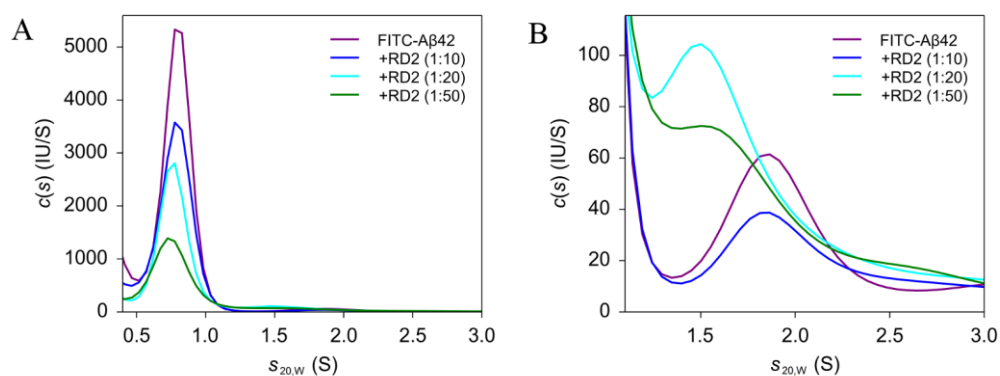 A
FITC-Aβ42
+RD2 (1:10)
+RD2 (1:20)
+RD2 (1:50)
5000
4000
3000
2000
1000
0
c(s) (IU/S)
0.5 1.0 1.5 2.0 2.5 3.0
s20,W (S)
B
FITC-Aβ42
+RD2 (1:10)
+RD2 (1:20)
+RD2 (1:50)
100
80
60
40
20
0
c(s) (IU/S)
1.5 2.0 2.5 3.0
s20,W (S)